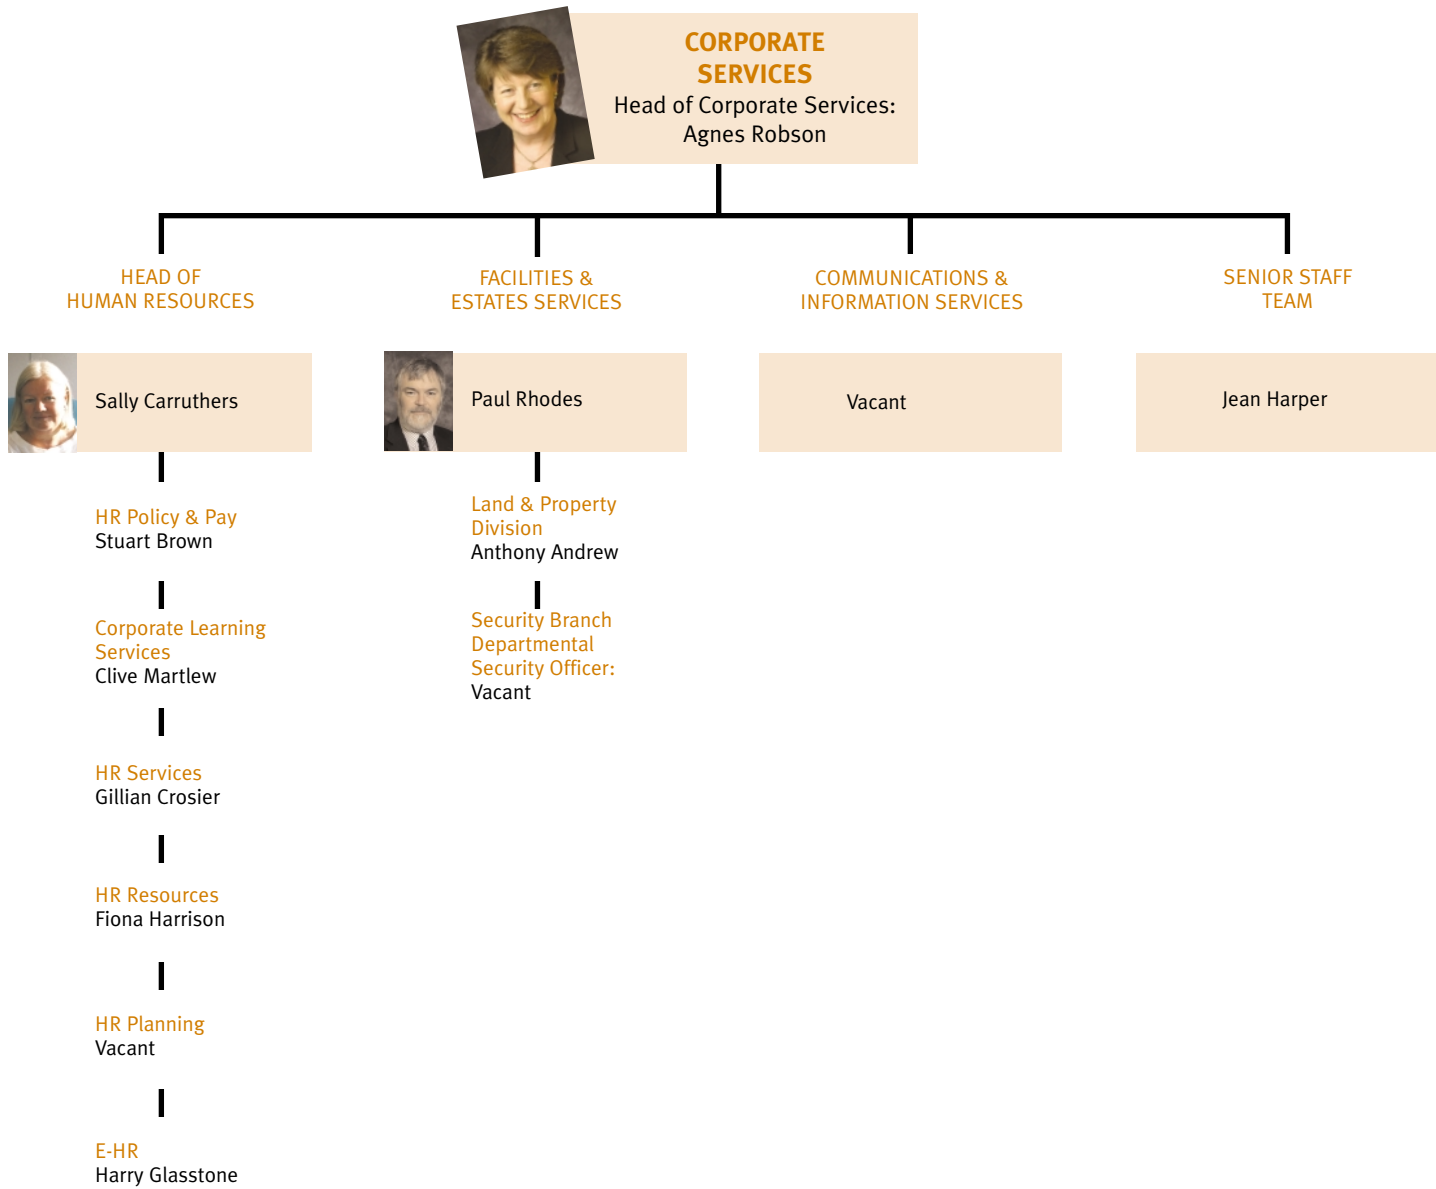 CORPORATE
SERVICES
Head of Corporate Services:
Agnes Robson
HEAD OF
HUMAN RESOURCES
Sally Carruthers
HR Policy & Pay
Stuart Brown
Corporate Learning
Services
Clive Martlew
HR Services
Gillian Crosier
HR Resources
Fiona Harrison
HR Planning
Vacant
E-HR
Harry Glasstone
FACILITIES &
ESTATES SERVICES
Paul Rhodes
Land & Property
Division
Anthony Andrew
Security Branch
Departmental
Security Officer:
Vacant
COMMUNICATIONS &
INFORMATION SERVICES
Vacant
SENIOR STAFF
TEAM
Jean Harper